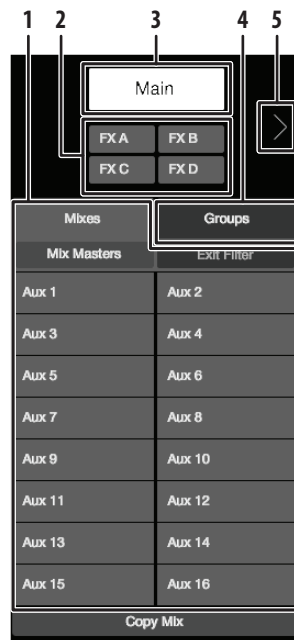 1 2 3 4 5
Main
FX A FX B
FX C FX D
Mixes Groups
Mix Masters Exit Filter
Aux 1 Aux 2
Aux 3 Aux 4
Aux 5 Aux 6
Aux 7 Aux 8
Aux 9 Aux 10
Aux 11 Aux 12
Aux 13 Aux 14
Aux 15 Aux 16
Copy Mix